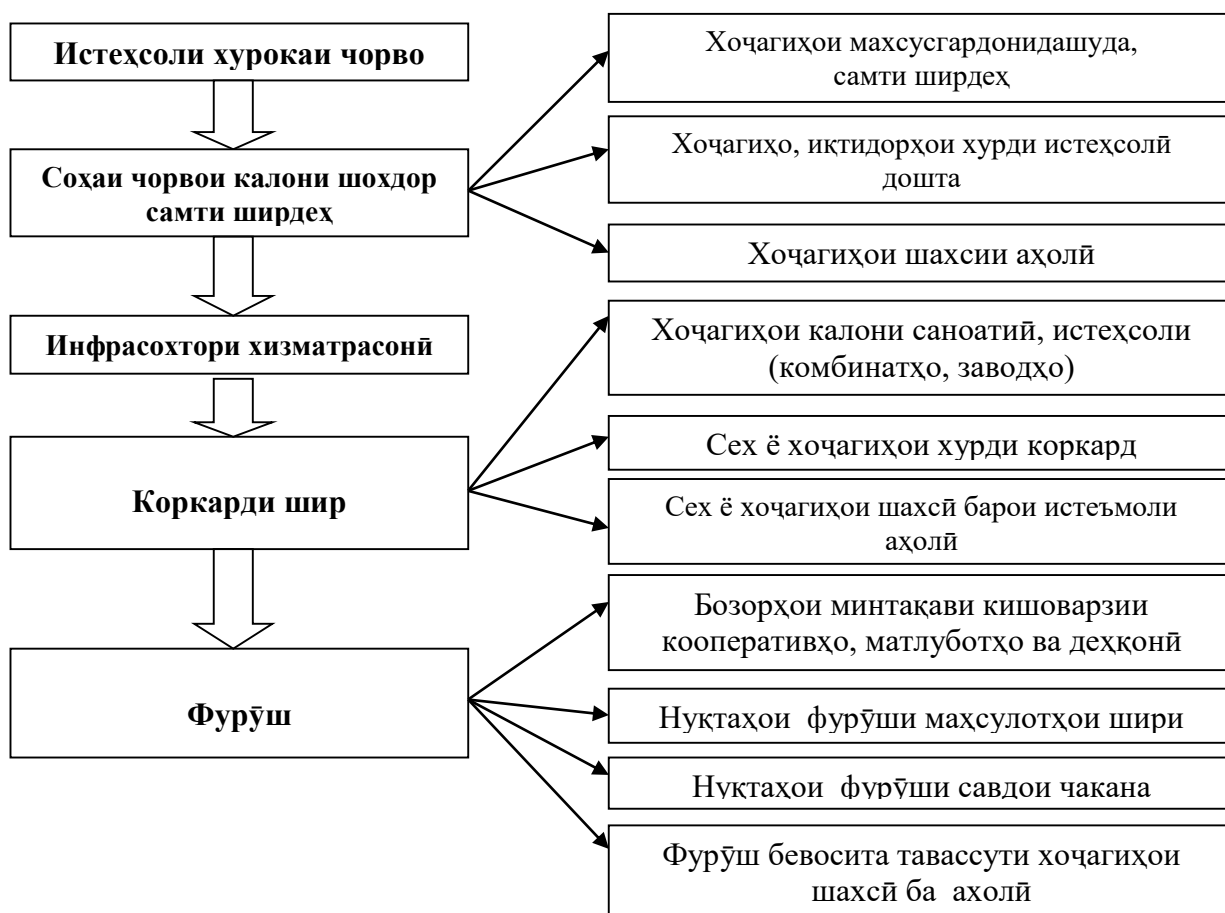 Истеҳсоли хурокаи чорво
Соҳаи чорвои калони шохдор
самти ширдеҳ
Инфрасохтори хизматрасонӣ
Коркарди шир
Фурӯш
Хоҷагиҳои махсусгардонидашуда,
самти ширдеҳ
Хоҷагиҳо, иқтидорҳои хурди истеҳсолӣ
дошта
Хоҷагиҳои шахсии аҳолӣ
Хоҷагиҳои калони саноатиӣ, истеҳсоли
(комбинатҳо, заводҳо)
Сех ё хоҷагиҳои хурди коркард
Сех ё хоҷагиҳои шахсӣ барои истеъмоли
аҳолӣ
Бозорҳои минтақави кишоварзии
кооперативҳо, матлуботҳо ва деҳқонӣ
Нуқтаҳои фурӯши маҳсулотҳои шири
Нуқтаҳои фурӯши савдои чакана
Фурӯш бевосита тавассути хоҷагиҳои
шахсӣ ба аҳолӣ